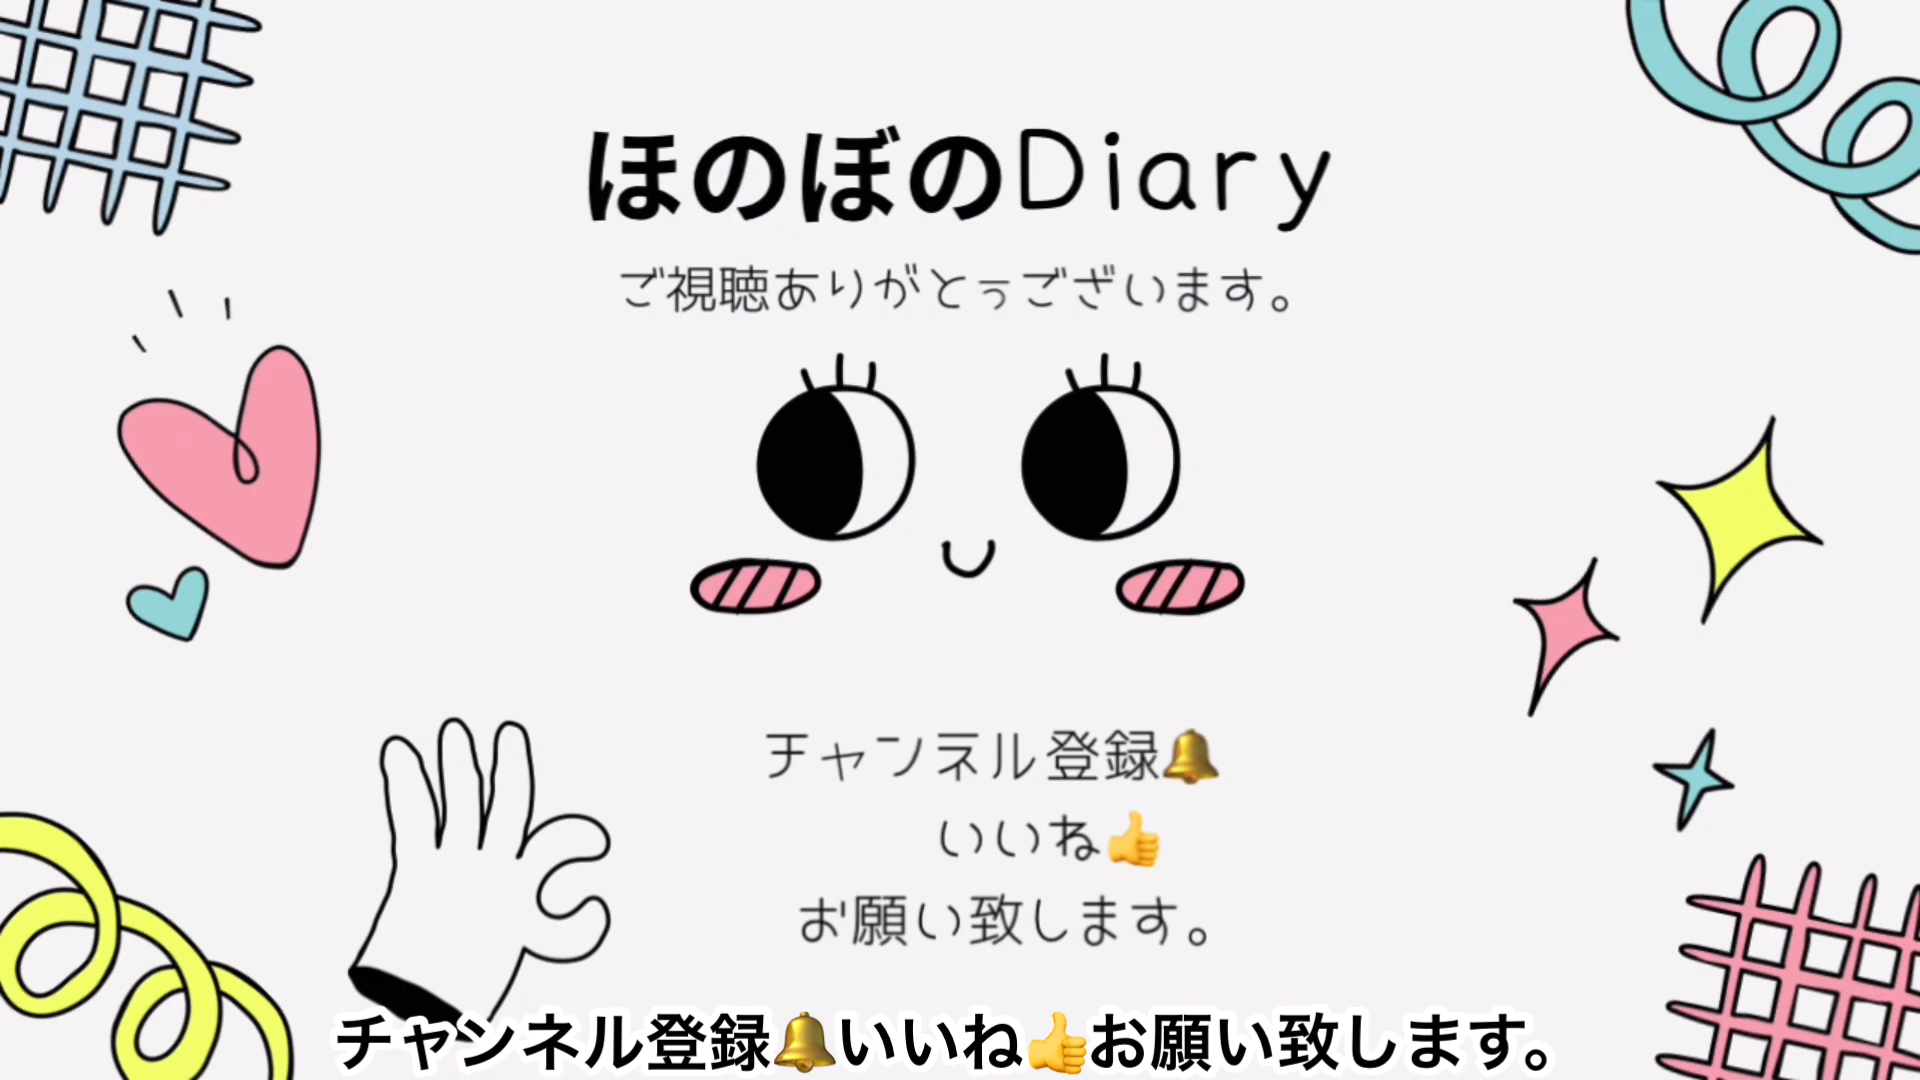 ほのぼのDiary
ご視聴ありがとぅございます。
チャンネル登録🔔
いいね👍
お願い致します。
チャンネル登録🔔いいね👍お願い致します。